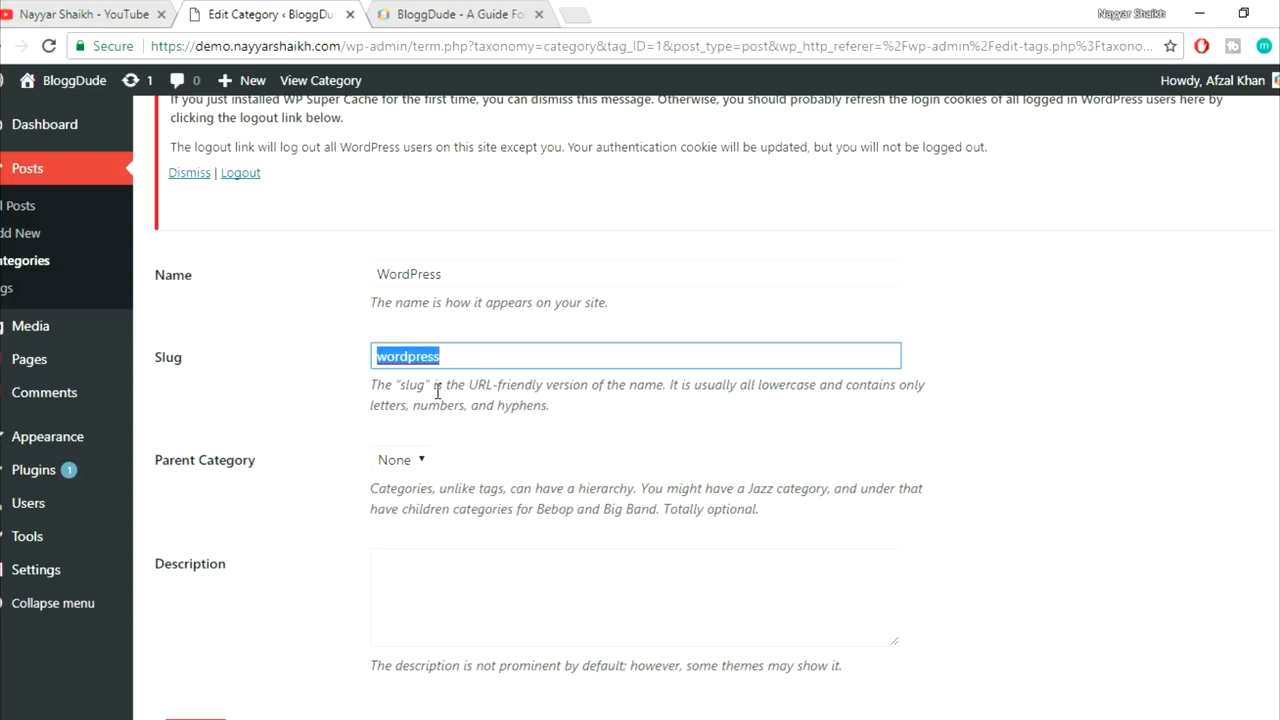 Nayyar Shaikh - YouTube
Edit Category ‹ BloggDu
BloggDude - A Guide Fo
Nayyar Shaikh
Secure
https://demo.nayyarshaikh.com/wp-admin/term.php?taxonomy=category&tag_ID=1&post_type=post&wp_http_referer=%2Fwp-admin%2Fedit-tags.php%3Ftaxono...
m
BloggDude
1
0
New
View Category
Howdy, Afzal Khan
If you just installed WP Super Cache for the first time, you can dismiss this message. Otherwise, you should probably refresh the login cookies of all logged in WordPress users here by
clicking the logout link below.
The logout link will log out all WordPress users on this site except you. Your authentication cookie will be updated, but you will not be logged out.
Dismiss | Logout
Dashboard
Posts
l Posts
dd New
tegories
gs
Media
Pages
Comments
Appearance
Plugins 1
Users
Tools
Settings
Collapse menu
Name
WordPress
The name is how it appears on your site.
Slug
wordpress
The “slug” is the URL-friendly version of the name. It is usually all lowercase and contains only
letters, numbers, and hyphens.
Parent Category
None
Categories, unlike tags, can have a hierarchy. You might have a Jazz category, and under that
have children categories for Bebop and Big Band. Totally optional.
Description
The description is not prominent by default; however, some themes may show it.